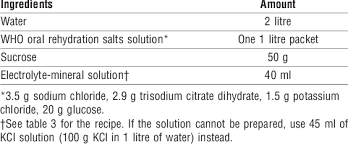 Ingredients Amount
Water 2 litre
WHO oral rehydration salts solution* One 1 litre packet
Sucrose 50 g
Electrolyte-mineral solution† 40 ml
*3.5 g sodium chloride, 2.9 g trisodium citrate dihydrate, 1.5 g potassium
chloride, 20 g glucose.
†See table 3 for the recipe. If the solution cannot be prepared, use 45 ml of
KCl solution (100 g KCl in 1 litre of water) instead.